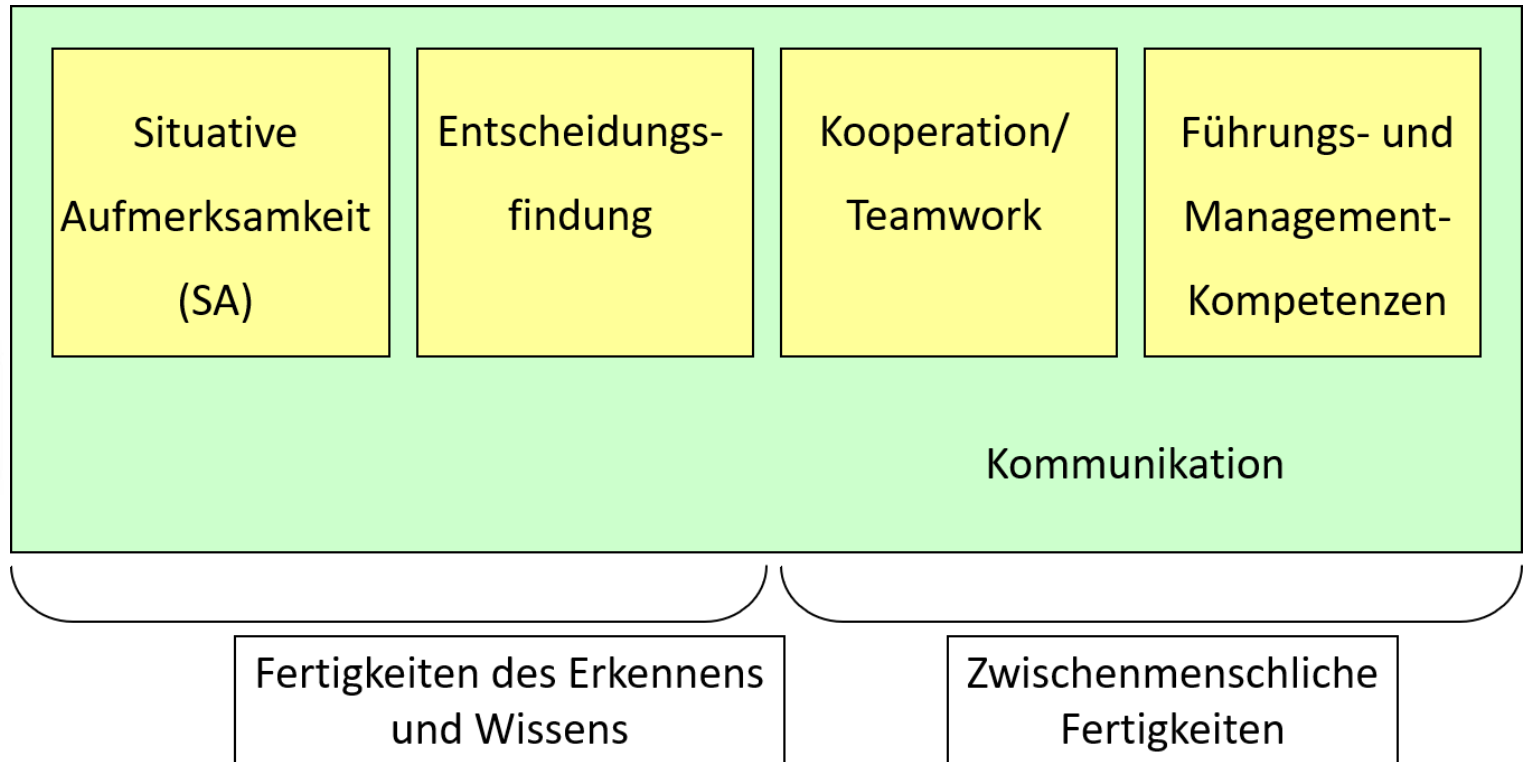 Situative
Aufmerksamkeit
(SA)
Entscheidungs-
findung
Kooperation/
Teamwork
Führungs- und
Management-
Kompetenzen
Kommunikation
Fertigkeiten des Erkennens
und Wissens
Zwischenmenschliche
Fertigkeiten